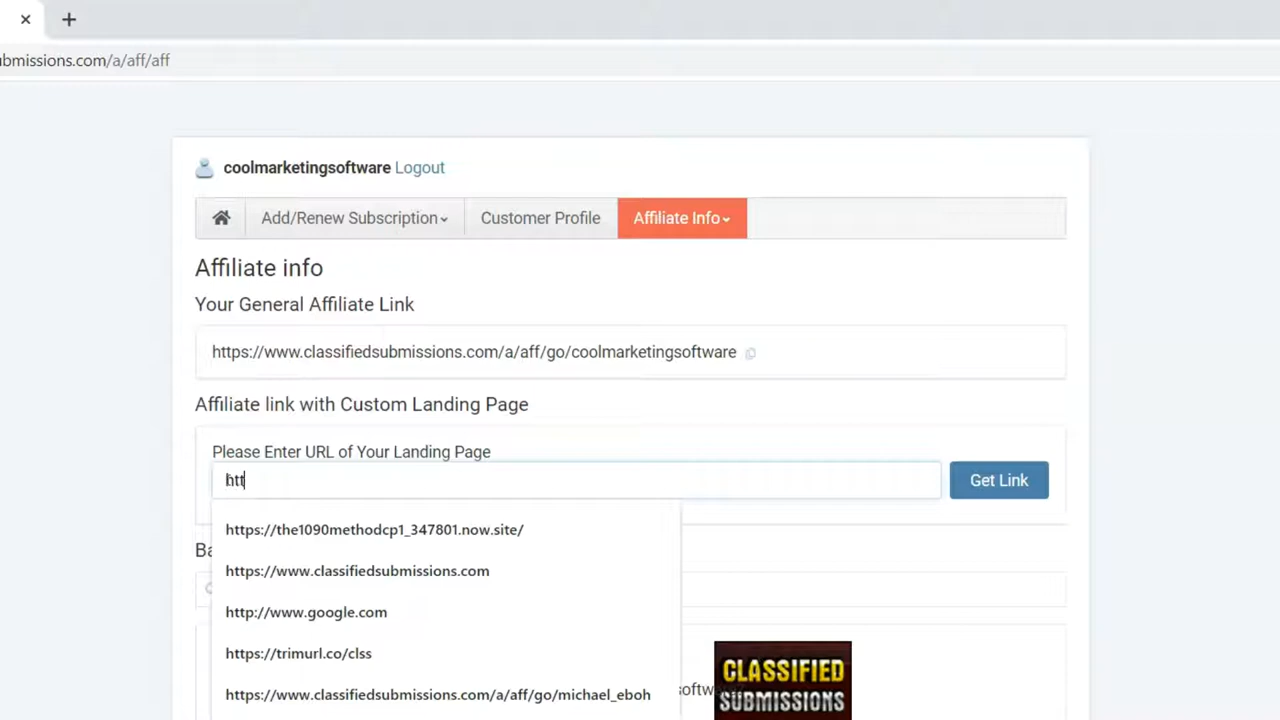 ubmissions.com/a/aff/aff
coolmarketingsoftware Logout
Add/Renew Subscription
Customer Profile
Affiliate Info
Affiliate info
Your General Affiliate Link
https://www.classifiedsubmissions.com/a/aff/go/coolmarketingsoftware
Affiliate link with Custom Landing Page
Please Enter URL of Your Landing Page
htt
Get Link
https://the1090methodcp1_347801.now.site/
Ba
https://www.classifiedsubmissions.com
http://www.google.com
https://trimurl.co/clss
https://www.classifiedsubmissions.com/a/aff/go/michael_eboh
softwar
CLASSIFIED
SUBMISSIONS